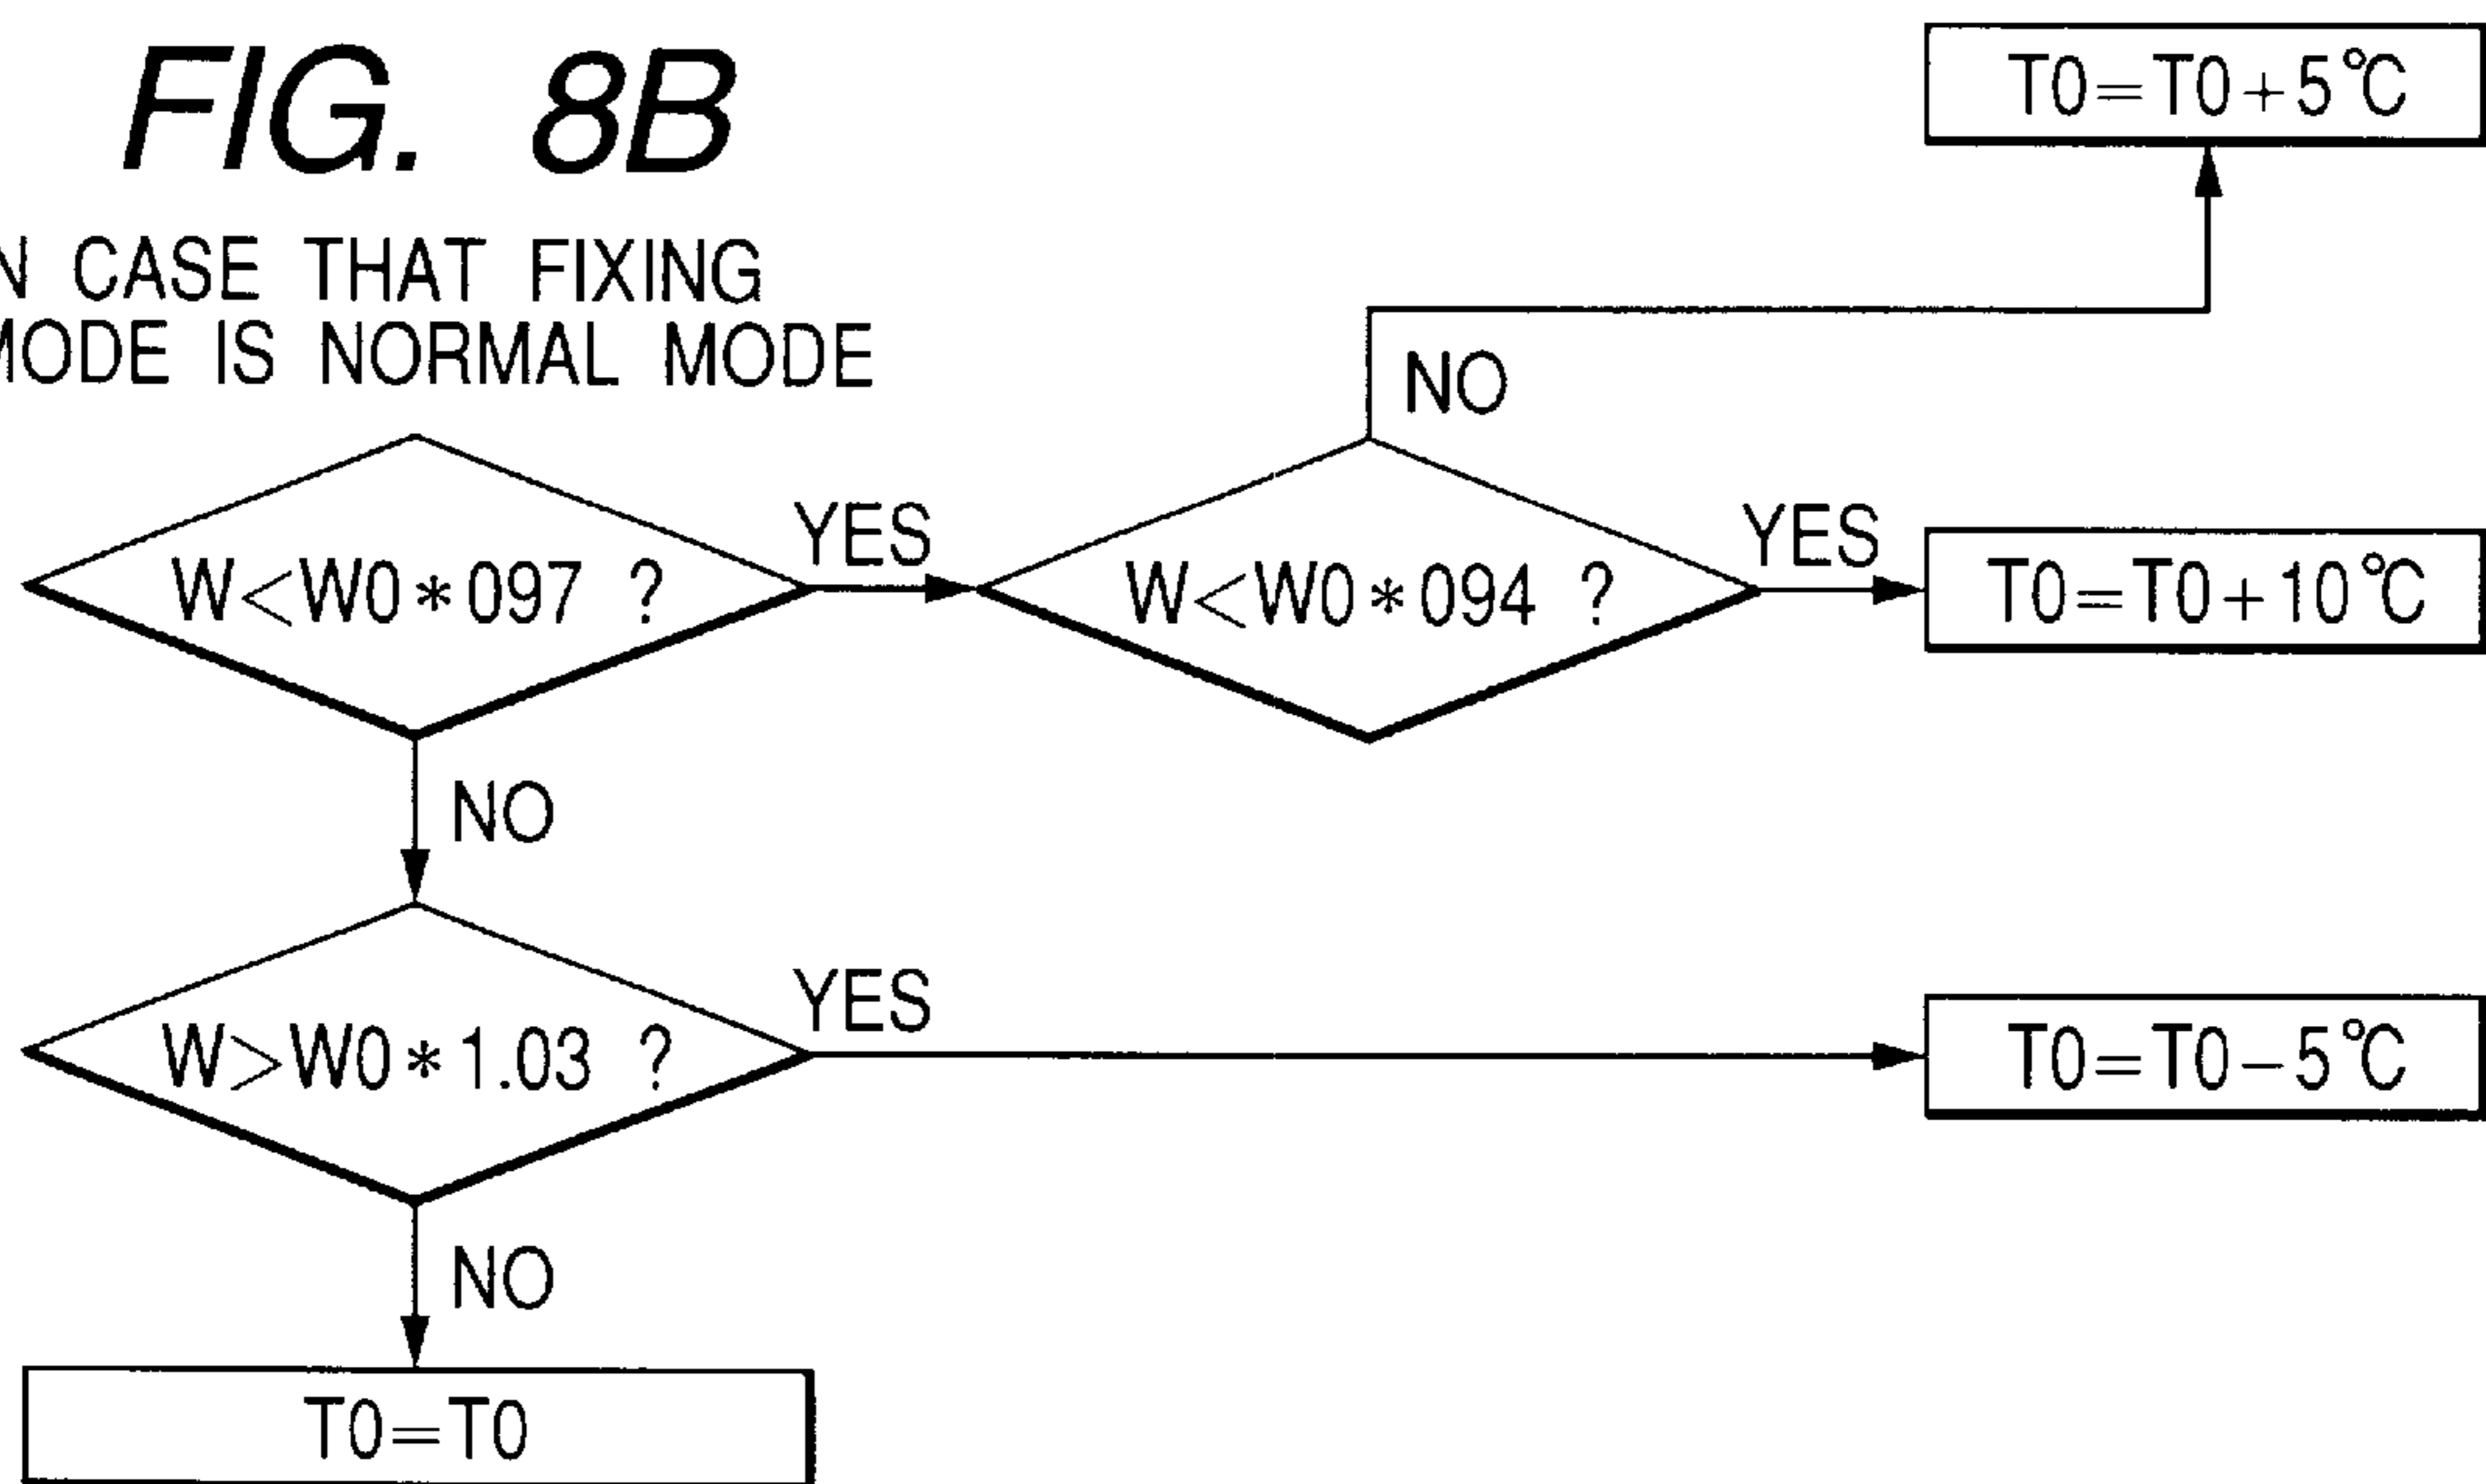 FIG. 8B
N CASE THAT FIXING
MODE IS NORMAL MODE
T0=T0+5℃
NO
W<W0*097 ?
YES
W<W0*094 ?
YES
T0=T0+10℃
NO
W>W0*1.03 ?
YES
T0=T0-5℃
NO
T0=T0